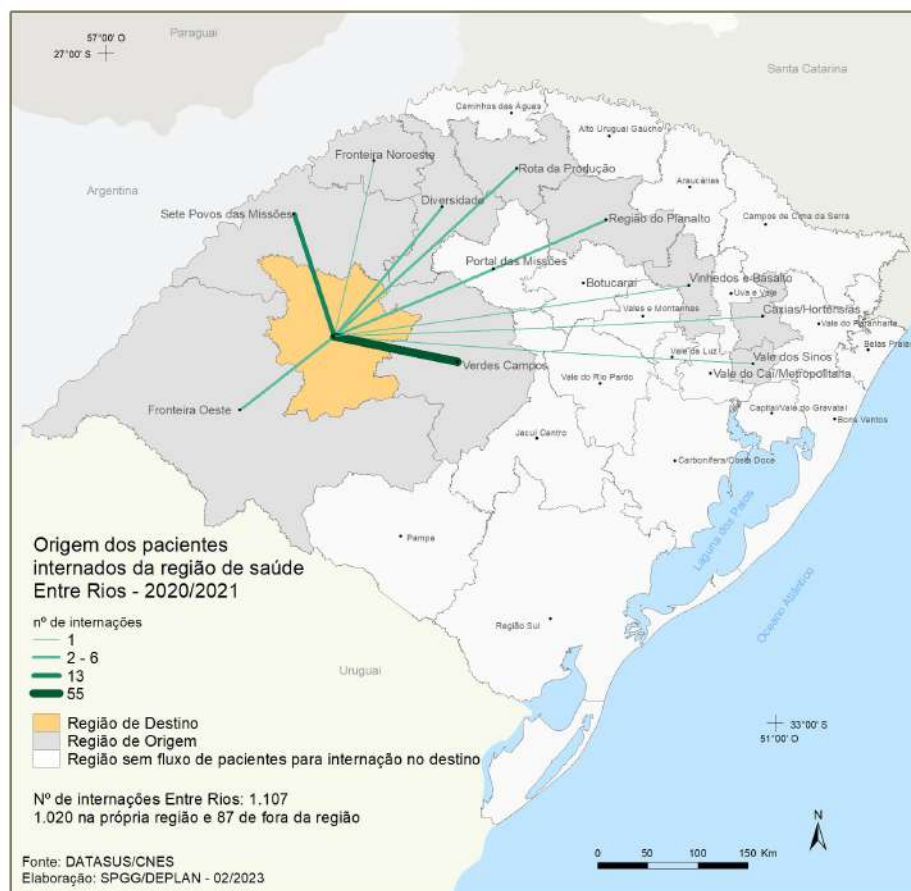 Paraguai
57°00' O
27°00' S
Santa Catarina
Caminhos das Águas
Alto Uruguai Gaúcho
Fronteira Noroeste
Rota da Produção
Araucárias
Argentina
Diversidade
Sete Povos das Missões
Região do Planalto
Campos de Cima da Serra
Portal das Missões
Botucaraí
Vinhedos e Basalto
Uva e Vale
Vales e Montanhas
Caxias/Hortênsias
Vale do Paranhana
Belas Praias
Vale da Luz
Vale dos Sinos
Verdes Campos
Vale do Caí/Metropolitana
Vale do Rio Pardo
Fronteira Oeste
Capital/Vale do Gravataí
Bons Ventos
Jacuí Centro
Carbonífera/Costa Doce
Pampa
Laguna dos Patos
Região Sul
Oceano Atlântico
Uruguai
33°00' S
51°00' O
Origem dos pacientes
internados da região de saúde
Entre Rios - 2020/2021
nº de internações
1
2 - 6
13
55
Região de Destino
Região de Origem
Região sem fluxo de pacientes para internação no destino
Nº de internações Entre Rios: 1.107
1.020 na própria região e 87 de fora da região
N
0 50 100 150 Km
Fonte: DATASUS/CNES
Elaboração: SPGG/DEPLAN - 02/2023